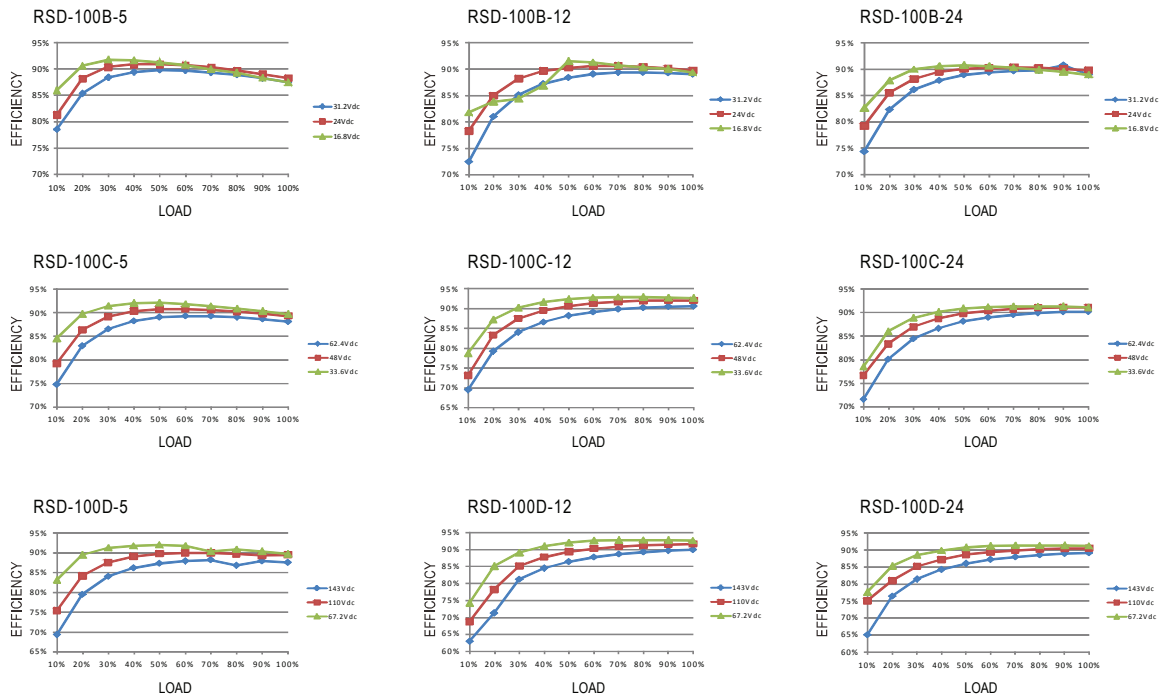 RSD-100B-5
EFFICIENCY
95%
90%
85%
80%
75%
70%
10% 20% 30% 40% 50% 60% 70% 80% 90% 100%
LOAD
31.2Vdc
24Vdc
16.8Vdc
RSD-100B-12
EFFICIENCY
95%
90%
85%
80%
75%
70%
10% 20% 30% 40% 50% 60% 70% 80% 90% 100%
LOAD
31.2Vdc
24Vdc
16.8Vdc
RSD-100B-24
EFFICIENCY
95%
90%
85%
80%
75%
70%
10% 20% 30% 40% 50% 60% 70% 80% 90% 100%
LOAD
31.2Vdc
24Vdc
16.8Vdc
RSD-100C-5
EFFICIENCY
95%
90%
85%
80%
75%
70%
10% 20% 30% 40% 50% 60% 70% 80% 90% 100%
LOAD
62.4Vdc
48Vdc
33.6Vdc
RSD-100C-12
EFFICIENCY
95%
90%
85%
80%
75%
70%
65%
10% 20% 30% 40% 50% 60% 70% 80% 90% 100%
LOAD
62.4Vdc
48Vdc
33.6Vdc
RSD-100C-24
EFFICIENCY
95%
90%
85%
80%
75%
70%
10% 20% 30% 40% 50% 60% 70% 80% 90% 100%
LOAD
62.4Vdc
48Vdc
33.6Vdc
RSD-100D-5
EFFICIENCY
95%
90%
85%
80%
75%
70%
65%
10% 20% 30% 40% 50% 60% 70% 80% 90% 100%
LOAD
143Vdc
110Vdc
67.2Vdc
RSD-100D-12
EFFICIENCY
95%
90%
85%
80%
75%
70%
65%
60%
10% 20% 30% 40% 50% 60% 70% 80% 90% 100%
LOAD
143Vdc
110Vdc
67.2Vdc
RSD-100D-24
EFFICIENCY
95%
90%
85%
80%
75%
70%
65%
60%
10% 20% 30% 40% 50% 60% 70% 80% 90% 100%
LOAD
143Vdc
110Vdc
67.2Vdc